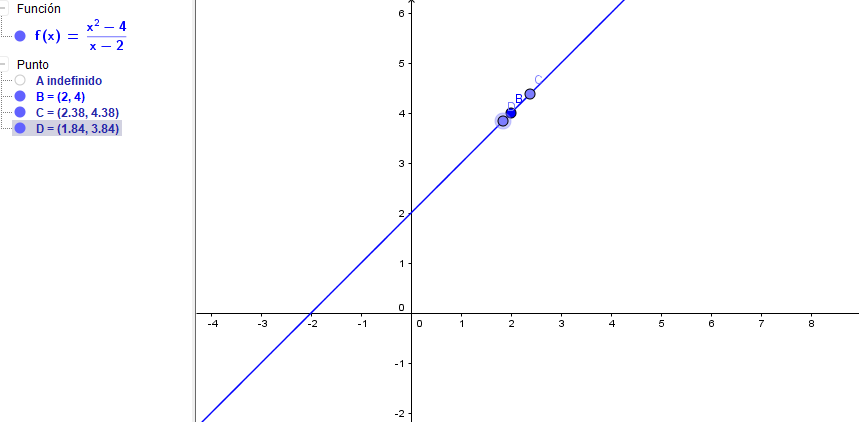 Función
f(x) = x² − 4 / x − 2
Punto
A indefinido
B = (2, 4)
C = (2.38, 4.38)
D = (1.84, 3.84)
6
5
C
B
D
4
3
2
1
0
-4 -3 -2 -1 0 1 2 3 4 5 6 7 8
-1
-2